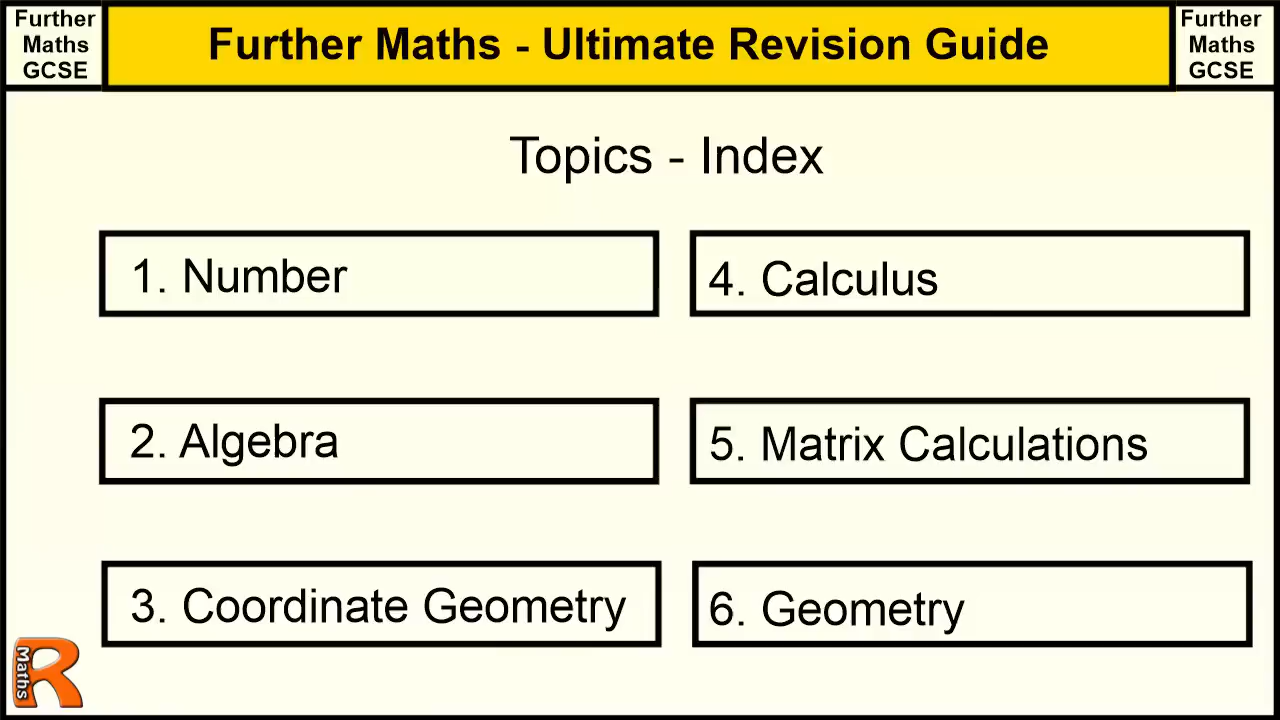 Further
Maths
GCSE
Further Maths - Ultimate Revision Guide
Further
Maths
GCSE
Topics - Index
1. Number
2. Algebra
3. Coordinate Geometry
4. Calculus
5. Matrix Calculations
6. Geometry
R
Maths